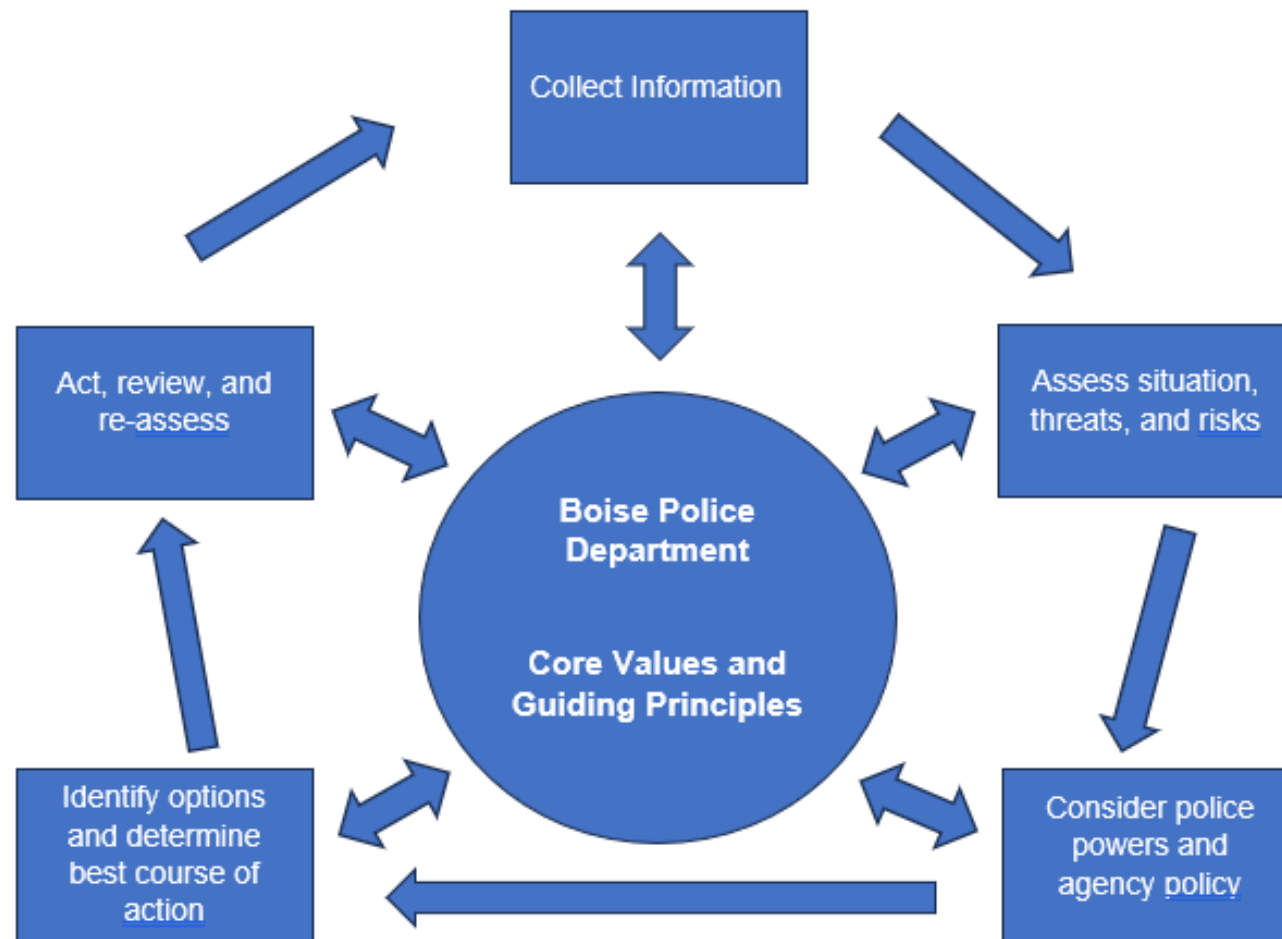 Collect Information
Act, review, and
re-assess
Assess situation,
threats, and risks
Boise Police
Department
Core Values and
Guiding Principles
Identify options
and determine
best course of
action
Consider police
powers and
agency policy